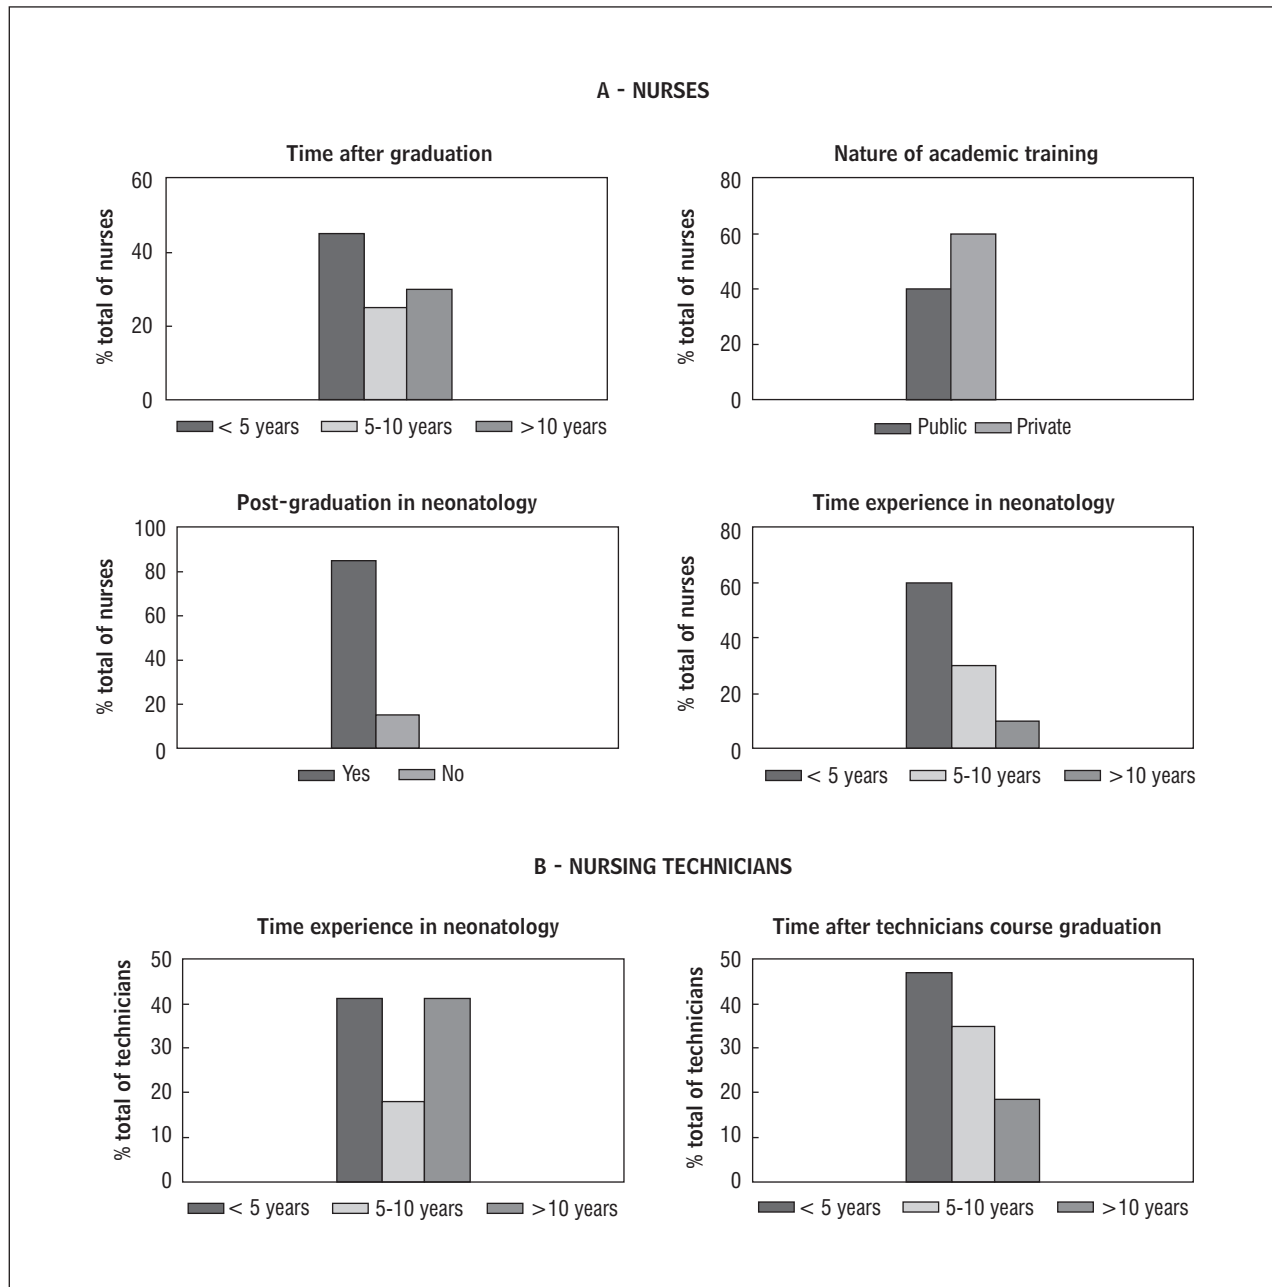 A - NURSES
Time after graduation
% total of nurses
60
40
20
0
< 5 years 5-10 years >10 years
Nature of academic training
% total of nurses
80
60
40
20
0
Public Private
Post-graduation in neonatology
% total of nurses
100
80
60
40
20
0
Yes No
Time experience in neonatology
% total of nurses
80
60
40
20
0
< 5 years 5-10 years >10 years
B - NURSING TECHNICIANS
Time experience in neonatology
% total of technicians
50
40
30
20
10
0
< 5 years 5-10 years >10 years
Time after technicians course graduation
% total of technicians
50
40
30
20
10
0
< 5 years 5-10 years >10 years